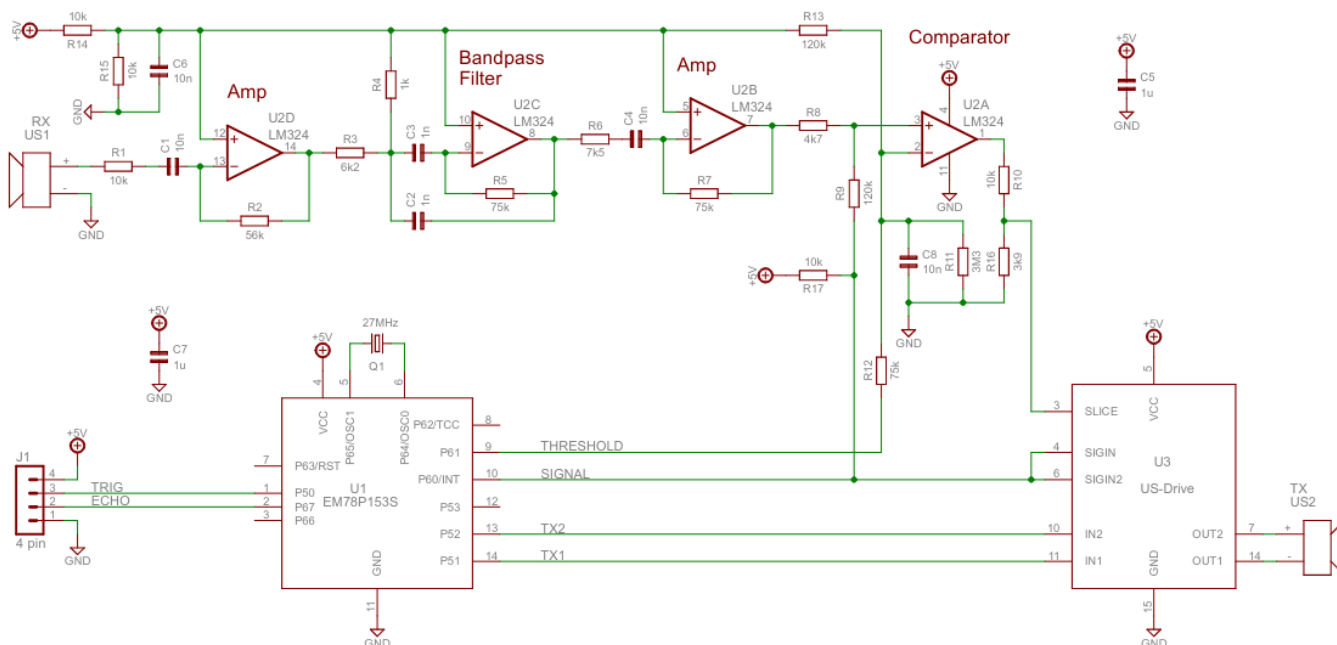 +5V
10k
R14
R15
10k
C6
10n
GND
Amp
R4
1k
Bandpass
Filter
Amp
R13
120k
Comparator
+5V
+5V
C5
1u
GND
RX
US1
+
-
GND
R1
10k
C1
10n
12
13
+
−
U2D
LM324
14
R2
56k
R3
6k2
C3
1n
C2
1n
10
9
+
−
U2C
LM324
8
R5
75k
R6
7k5
C4
10n
5
6
+
−
U2B
LM324
7
R7
75k
R8
4k7
R9
120k
3
2
+
−
4
11
U2A
LM324
1
GND
10k
R10
C8
10n
R11
3M3
R16
3k9
GND
+5V
10k
R17
R12
75k
+5V
C7
1u
GND
+5V
27MHz
Q1
4
5
6
VCC
P65/OSC1
P64/OSC0
P62/TCC
8
P61
9
THRESHOLD
P60/INT
10
SIGNAL
P53
12
P52
13
TX2
P51
14
TX1
7
P63/RST
1
P50
2
P67
3
P66
U1
EM78P153S
GND
11
GND
J1
+5V
4
3
2
1
TRIG
ECHO
4 pin
GND
+5V
5
VCC
3
SLICE
4
SIGIN
6
SIGIN2
U3
US-Drive
10
IN2
11
IN1
OUT2
7
OUT1
14
GND
15
GND
TX
US2
+
-